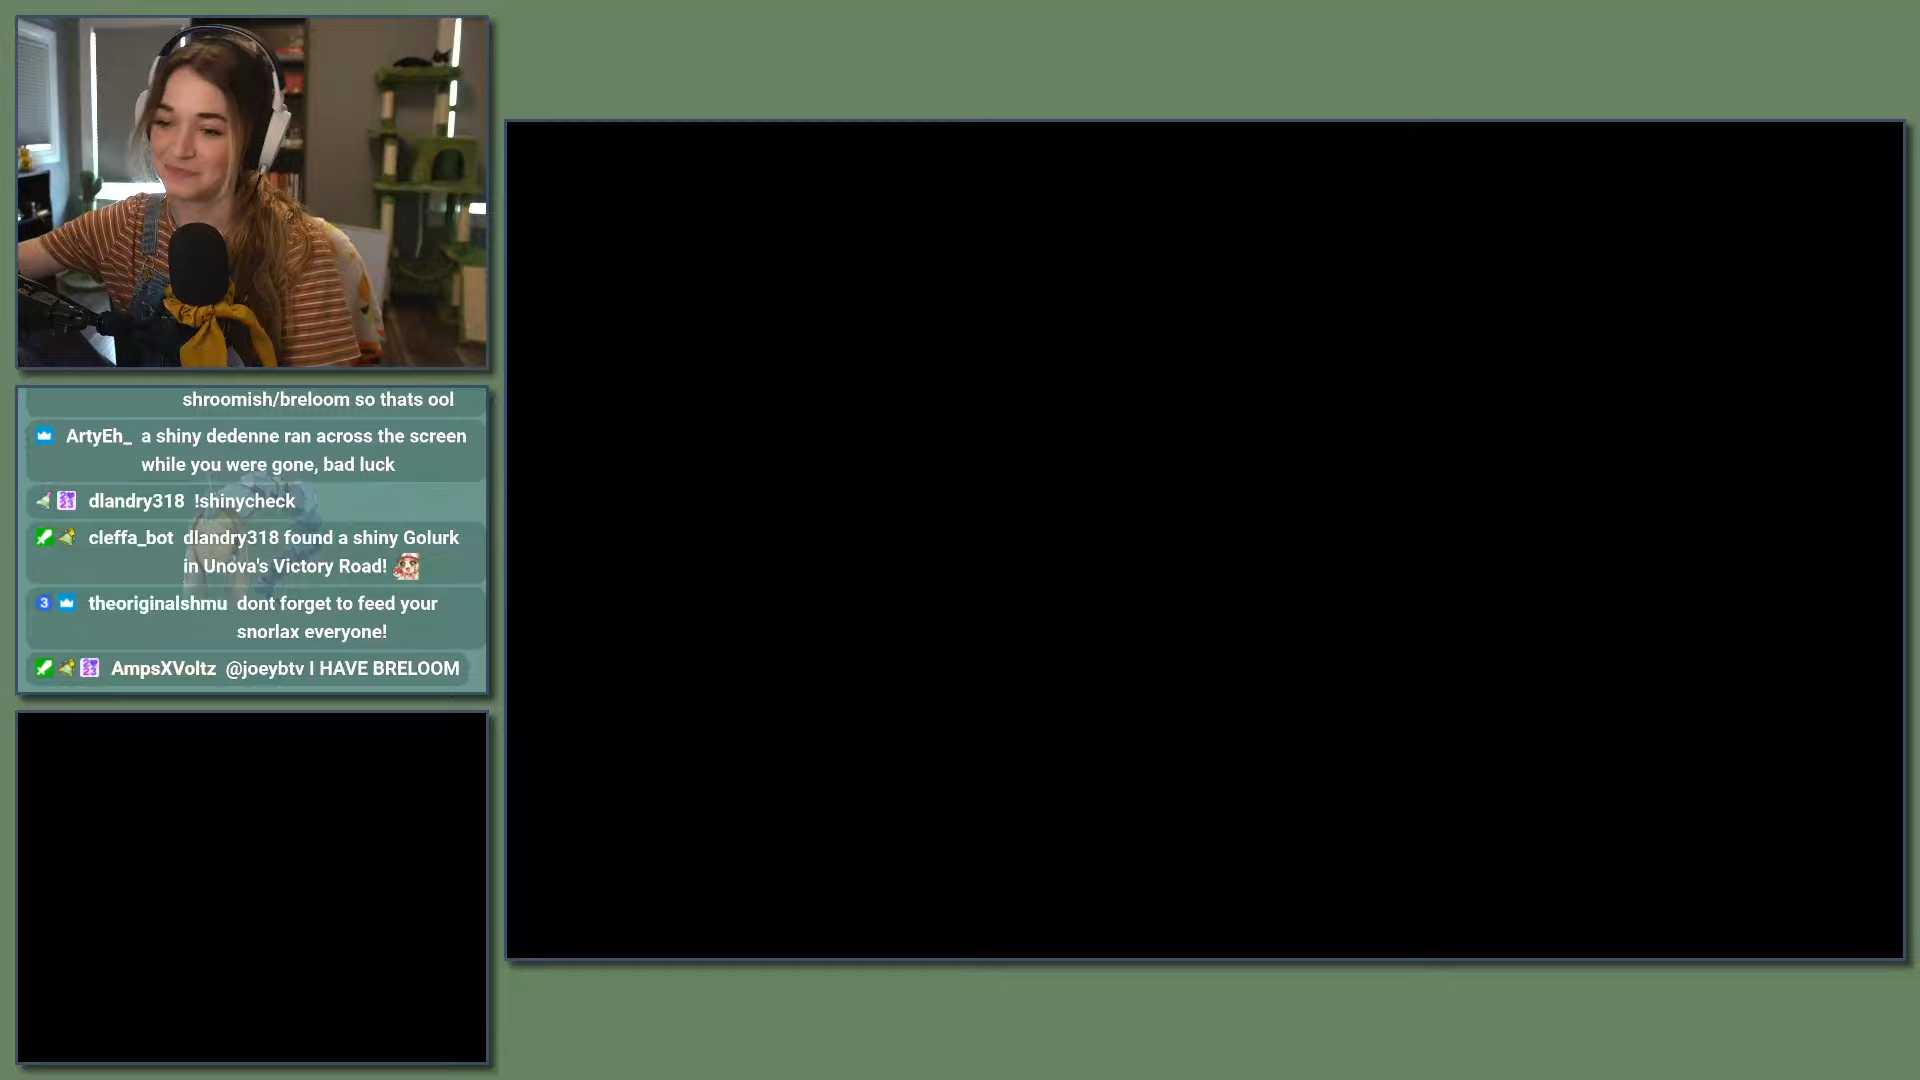 shroomish/breloom so thats ool
ArtyEh_ a shiny dedenne ran across the screen
while you were gone, bad luck
dlandry318 !shinycheck
cleffa_bot dlandry318 found a shiny Golurk
in Unova's Victory Road!
3 theoriginalshmu dont forget to feed your
snorlax everyone!
AmpsXVoltz @joeybtv I HAVE BRELOOM